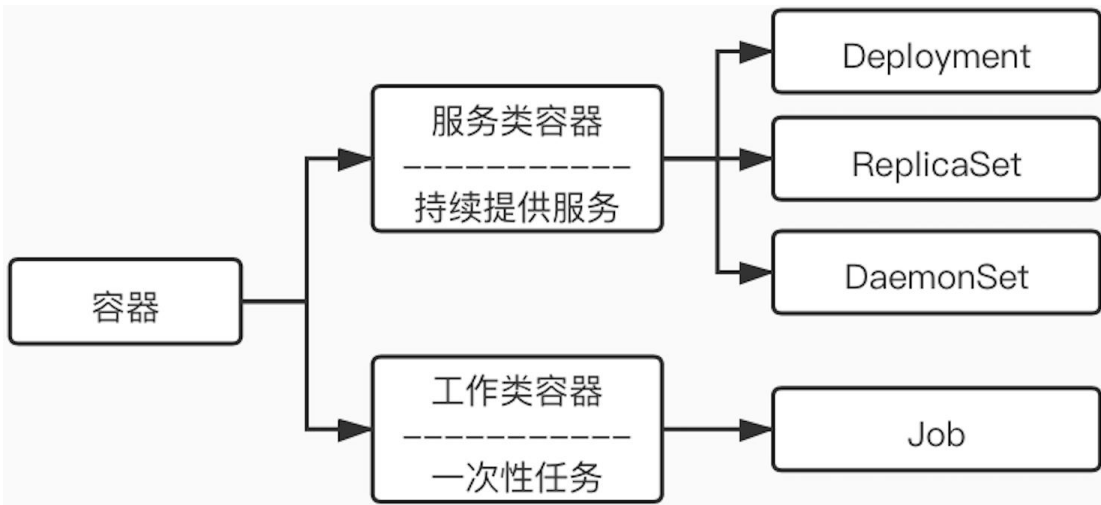 容器
服务类容器
-----------
持续提供服务
工作类容器
-----------
一次性任务
Deployment
ReplicaSet
DaemonSet
Job